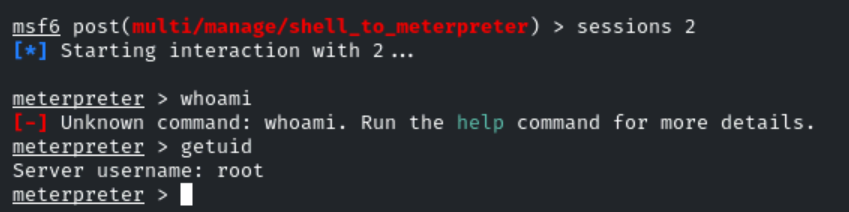 msf6 post(multi/manage/shell_to_meterpreter) > sessions 2
[*] Starting interaction with 2...
meterpreter > whoami
[-] Unknown command: whoami. Run the help command for more details.
meterpreter > getuid
Server username: root
meterpreter >